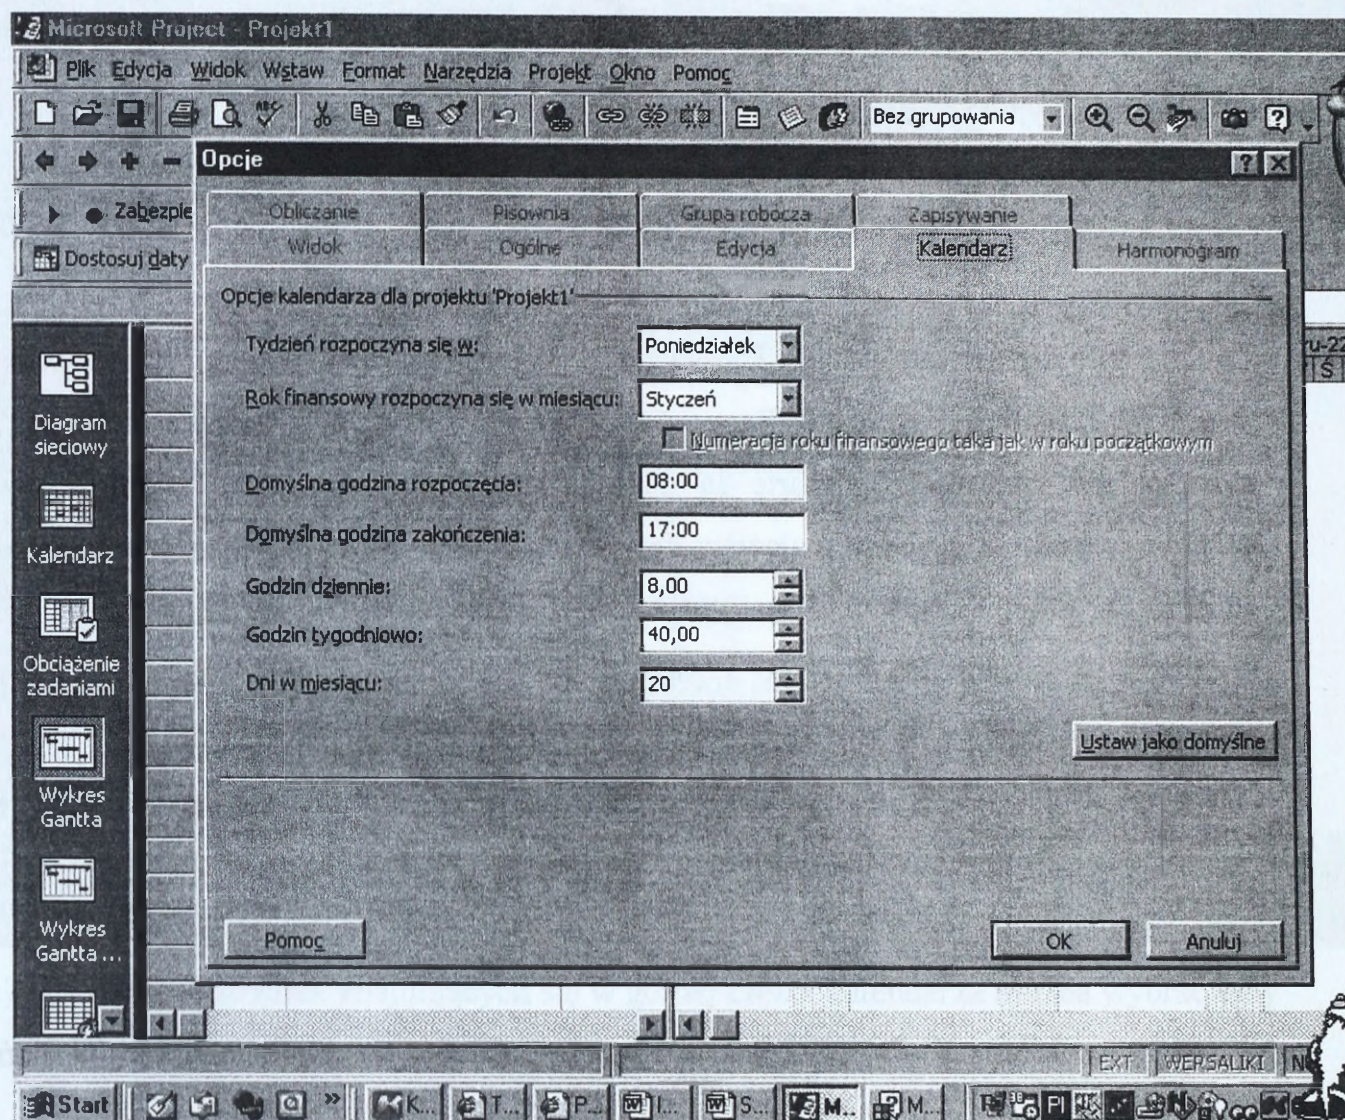 Microsoft Project - Projekt1
Plik Edycja Widok Wstaw Format Narzędzia Projekt Okno Pomoc
Bez grupowania
Opcje
Zabezpie
Obliczanie Pisownia Grupa robocza Zapisywanie
Widok Ogólne Edycja Kalendarz Harmonogram
Dostosuj daty
Opcje kalendarza dla projektu 'Projekt1'
Tydzień rozpoczyna się w: Poniedziałek
ru-22
Ś
Rok finansowy rozpoczyna się w miesiącu: Styczeń
Numeracja roku finansowego taka jak w roku początkowym
Domyślna godzina rozpoczęcia: 08:00
Domyślna godzina zakończenia: 17:00
Godzin dziennie: 8,00
Godzin tygodniowo: 40,00
Dni w miesiącu: 20
Ustaw jako domyślne
Pomoc OK Anuluj
Diagram
sieciowy
Kalendarz
Obciążenie
zadaniami
Wykres
Gantta
Wykres
Gantta ...
EXT WERSALIKI
Start K... T... P... I... S... M... M... Pl